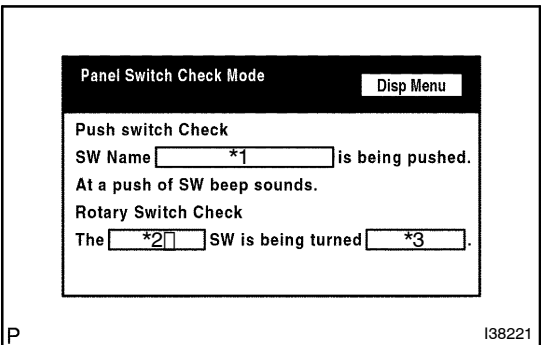 Panel Switch Check Mode
Disp Menu
Push switch Check
SW Name *1 is being pushed.
At a push of SW beep sounds.
Rotary Switch Check
The *2 SW is being turned *3 .
P
I38221